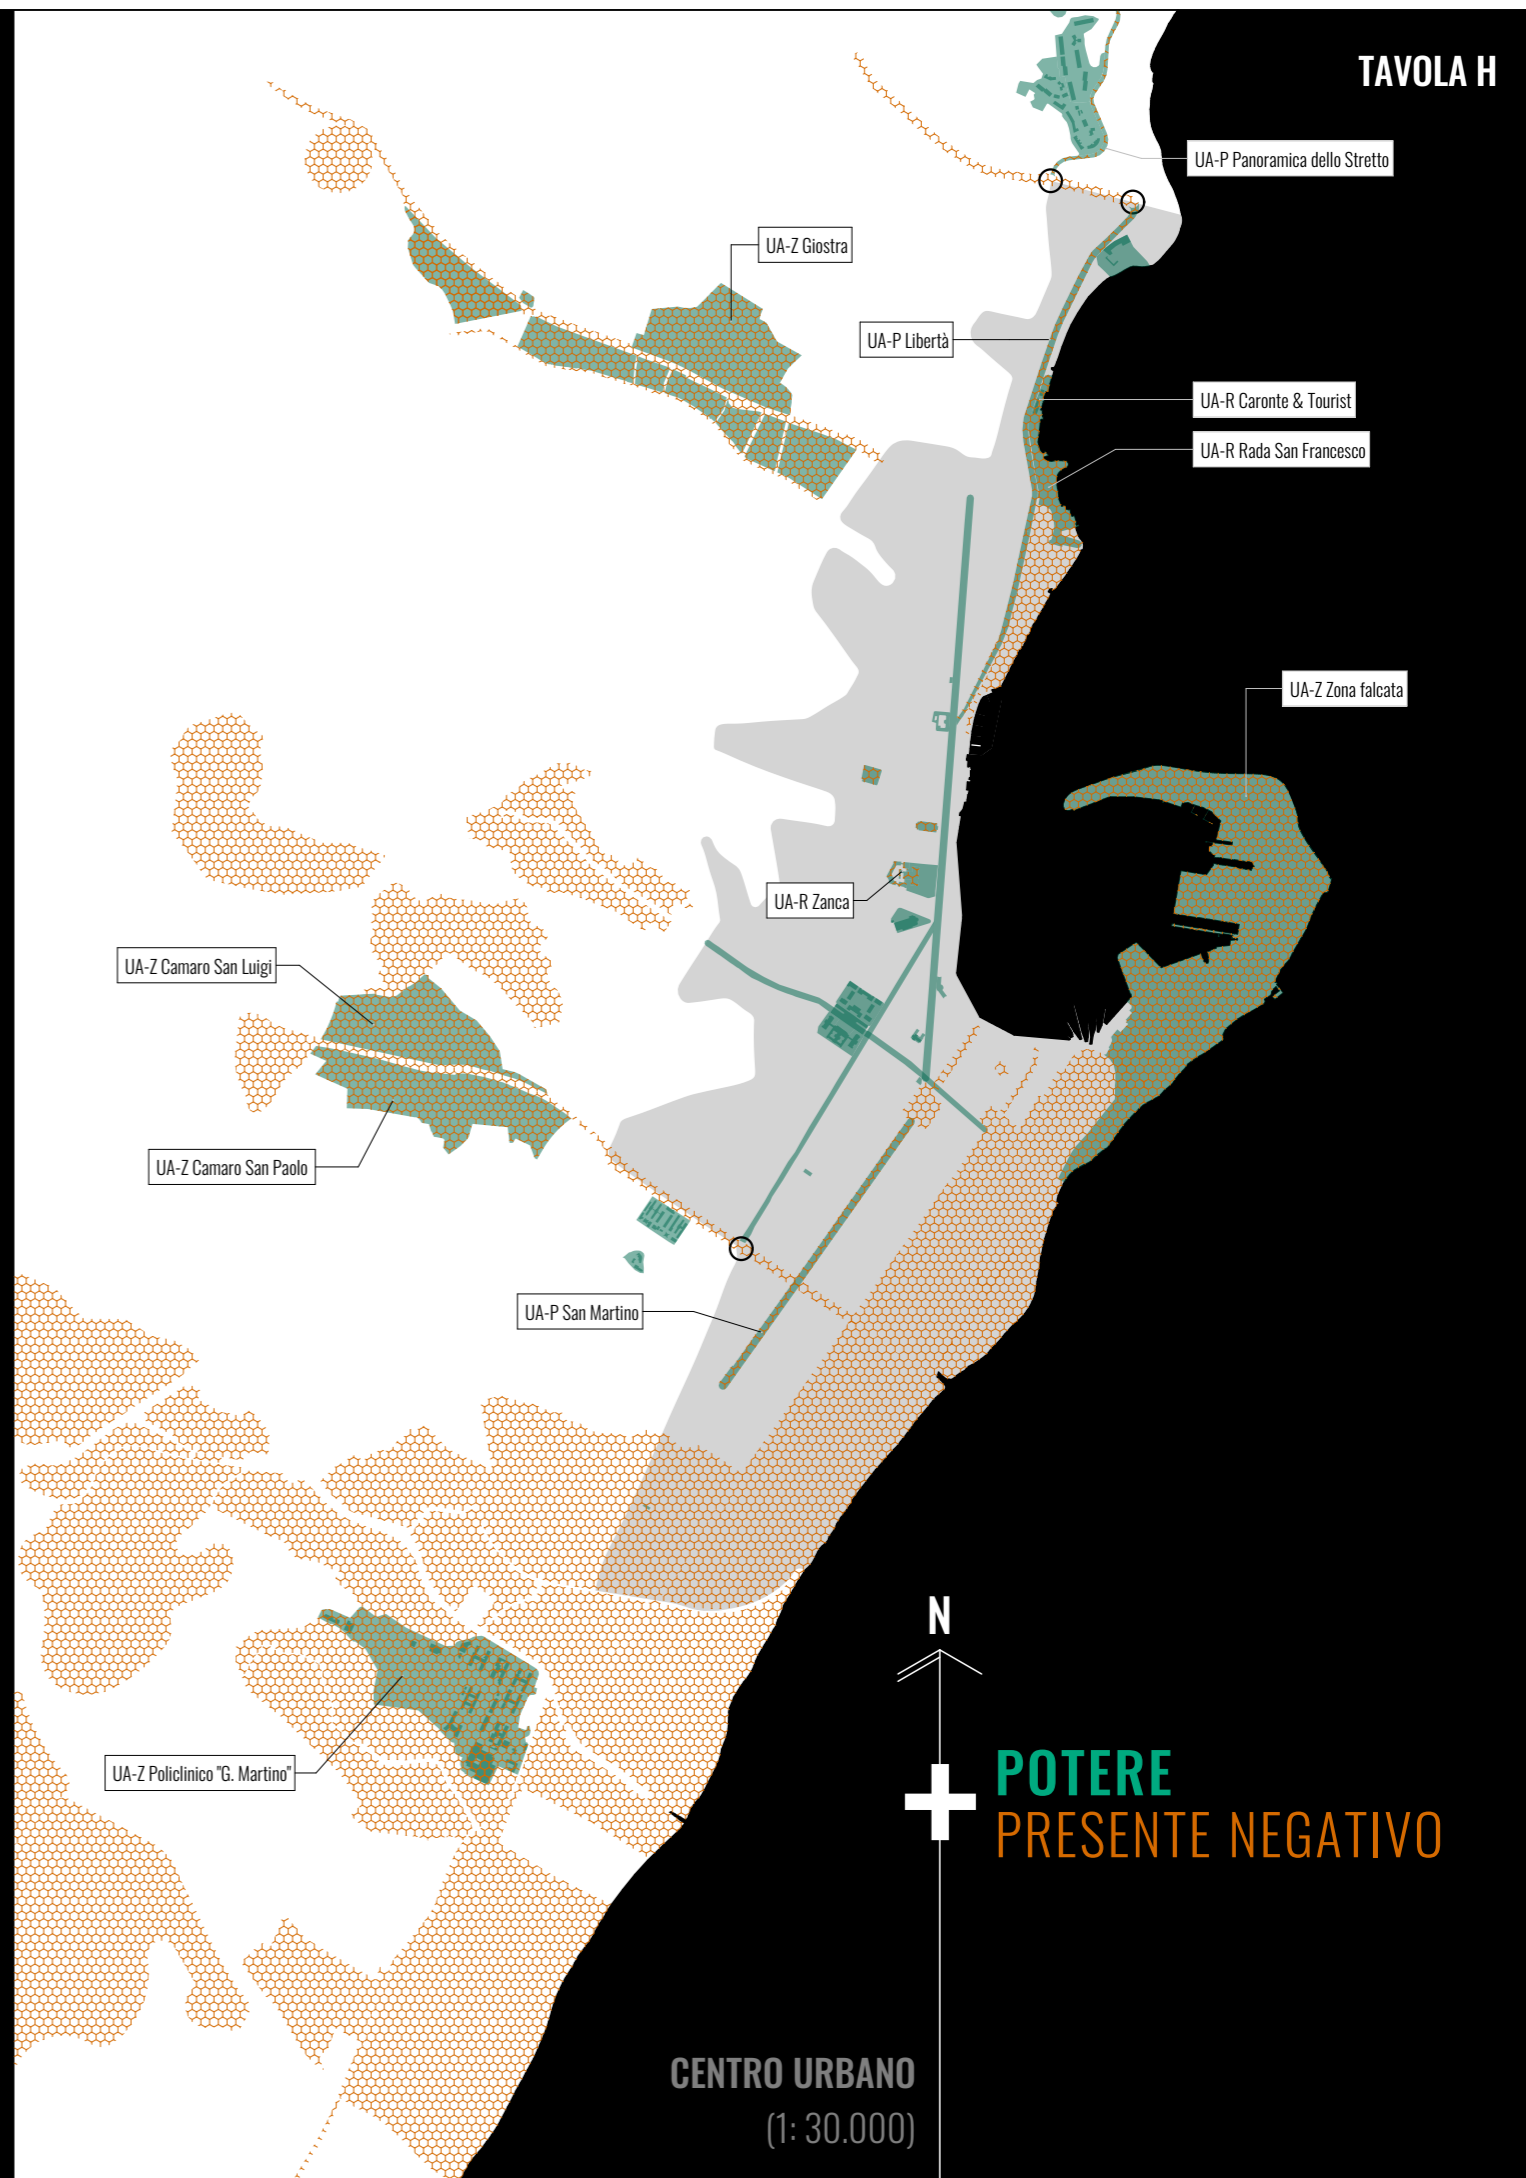 TAVOLA H
UA-P Panoramica dello Stretto
UA-Z Giostra
UA-P Libertà
UA-R Caronte & Tourist
UA-R Rada San Francesco
UA-Z Zona falcata
UA-R Zanca
UA-Z Camaro San Luigi
UA-Z Camaro San Paolo
UA-P San Martino
N
UA-Z Policlinico "G. Martino"
POTERE
PRESENTE NEGATIVO
CENTRO URBANO
(1: 30.000)